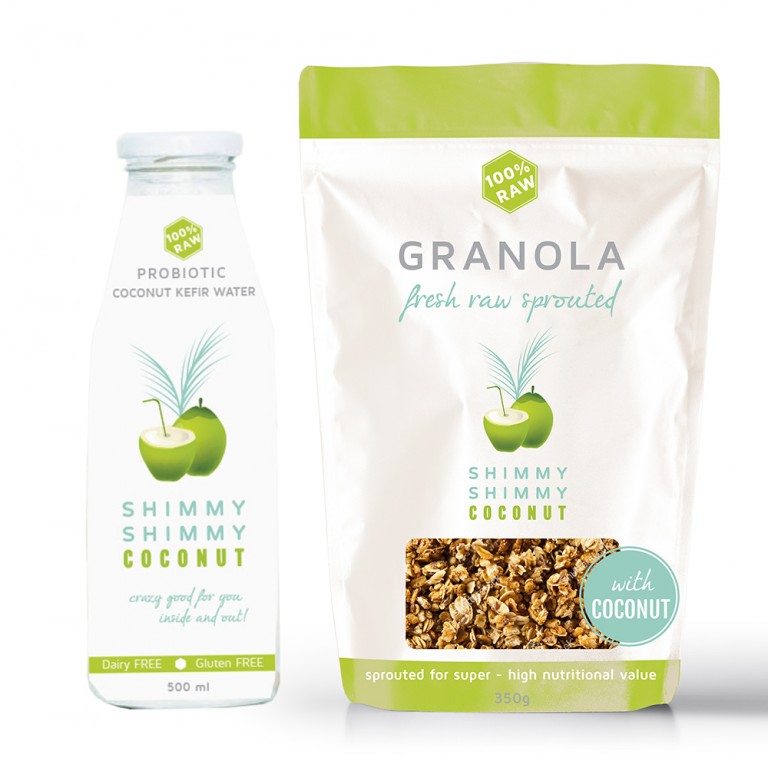 100%
RAW
PROBIOTIC
COCONUT KEFIR WATER
SHIMMY
SHIMMY
COCONUT
crazy good for you
inside and out!
Dairy FREE
Gluten FREE
500 ml
100%
RAW
GRANOLA
fresh raw sprouted
SHIMMY
SHIMMY
COCONUT
with
COCONUT
sprouted for super - high nutritional value
350g